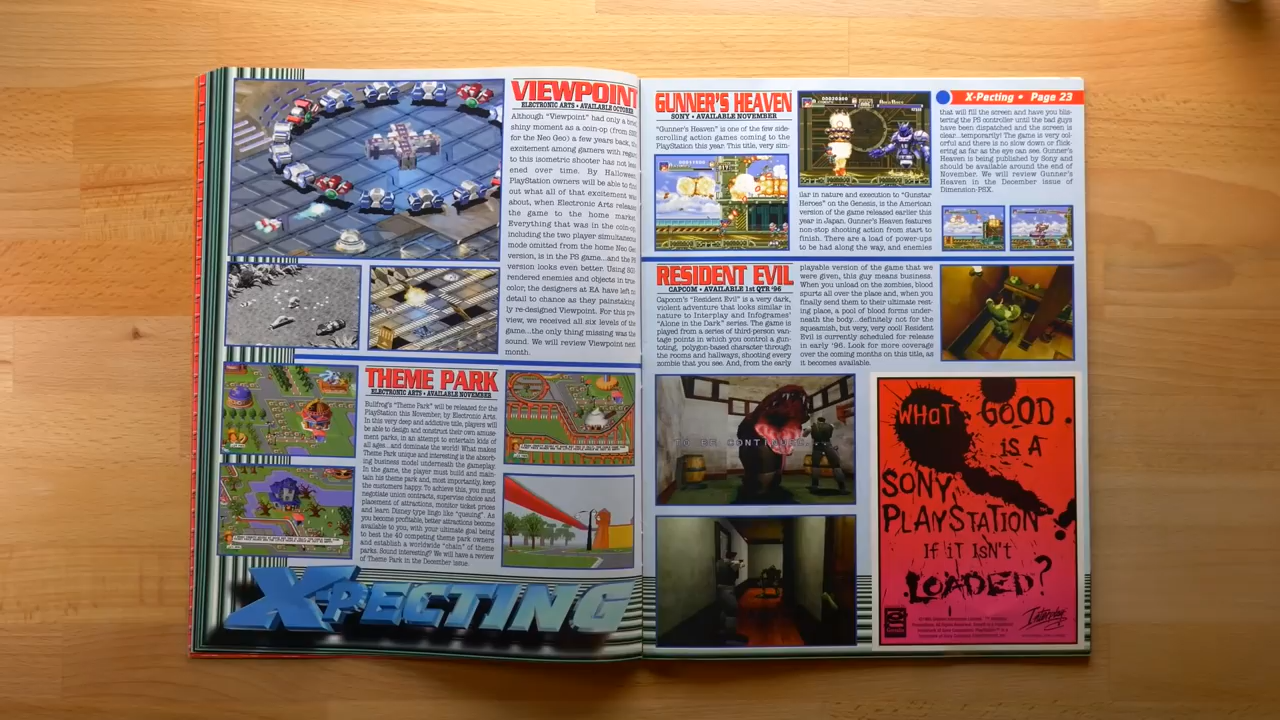 VIEWPOINT
ELECTRONIC ARTS • AVAILABLE OCTOBER
Although "Viewpoint" had only a brief
shiny moment as a coin-op (from
for the Neo Geo) a few years back, the
excitement among gamers with regard
to this isometric shooter has not
ened over time. By Halloween,
PlayStation owners will be able to find
out what all of that excitement was
about, when Electronic Arts releases
the game to the home market.
Everything that was in the coin-op,
including the two player simultaneous
mode omitted from the home Neo Geo
version, is in the PS game...and the PS
version looks even better. Using SGI
rendered enemies and objects in true
color, the designers at EA have left no
detail to chance as they painstaking
ly re-designed Viewpoint. For this pre
view, we received all six levels of the
game...the only thing missing was the
sound. We will review Viewpoint next
month.
THEME PARK
ELECTRONIC ARTS • AVAILABLE NOVEMBER
Bullfrog's "Theme Park" will be released for the
PlayStation this November, by Electronic Arts.
In this very deep and addictive title, players will
be able to design and construct their own amuse-
ment parks, in an attempt to entertain kids of
all ages...and dominate the world! What makes
Theme Park unique and interesting is the absorb-
ing business model underneath the gameplay.
In the game, the player must build and main-
tain his theme park and, most importantly, keep
the customers happy. To achieve this, you must
negotiate union contracts, supervise choice and
placement of attractions, monitor ticket prices
and learn Disney type lingo like "queuing". As
you become profitable, better attractions become
available to you, with your ultimate goal being
to best the 40 competing theme park owners
and establish a worldwide "chain" of theme
parks. Sound interesting? We will have a review
of Theme Park in the December issue.
XPECTING
GUNNER'S HEAVEN
SONY • AVAILABLE NOVEMBER
"Gunner's Heaven" is one of the few side-
scrolling action games coming to the
PlayStation this year. This title, very sim-
ilar in nature and execution to "Gunstar
Heroes" on the Genesis, is the American
version of the game released earlier this
year in Japan. Gunner's Heaven features
non-stop shooting action from start to
finish. There are a load of power-ups
to be had along the way, and enemies
X-Pecting • Page 23
that will fill the screen and have you blis-
tering the PS controller until the bad guys
have been dispatched and the screen is
clear...temporarily! The game is very col-
orful and there is no slow down or flick-
ering as far as the eye can see. Gunner's
Heaven is being published by Sony and
should be available around the end of
November. We will review Gunner's
Heaven in the December issue of
Dimension-PSX.
RESIDENT EVIL
CAPCOM • AVAILABLE 1st QTR '96
Capcom's "Resident Evil" is a very dark,
violent adventure that looks similar in
nature to Interplay and Infogrames'
"Alone in the Dark" series. The game is
played from a series of third-person van-
tage points in which you control a gun-
toting, polygon-based character through
the rooms and hallways, shooting every
zombie that you see. And, from the early
playable version of the game that we
were given, this guy means business.
When you unload on the zombies, blood
spurts all over the place and, when you
finally send them to their ultimate rest-
ing place, a pool of blood forms under-
neath the body...definitely not for the
squeamish, but very, very cool! Resident
Evil is currently scheduled for release
in early '96. Look for more coverage
over the coming months on this title, as
it becomes available.
TO BE CONTINUED...
WHaT GOOD
iS A
SONY
PLAYSTATION™
If iT ISN't
LOADED?
Interplay